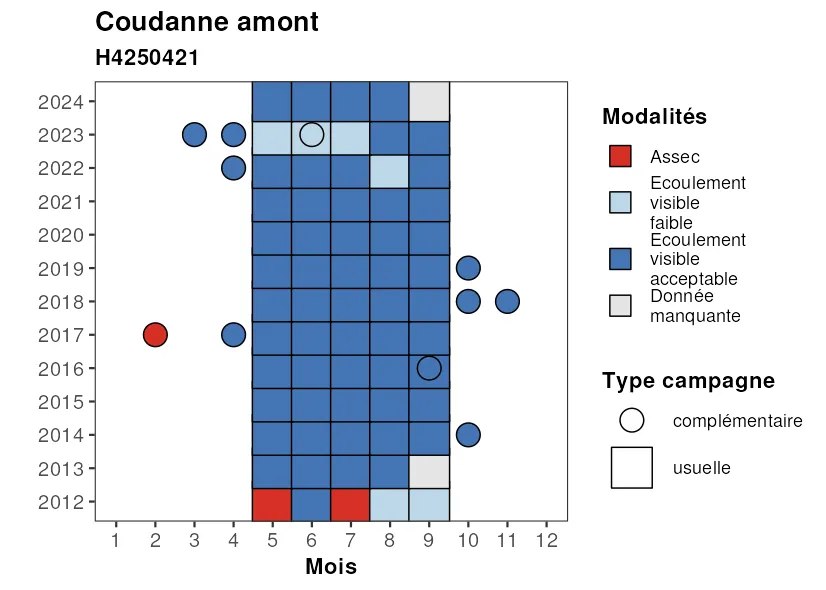 Coudanne amont
H4250421
2024
2023
2022
2021
2020
2019
2018
2017
2016
2015
2014
2013
2012
1 2 3 4 5 6 7 8 9 10 11 12
Mois
Modalités
Assec
Ecoulement
visible
faible
Ecoulement
visible
acceptable
Donnée
manquante
Type campagne
complémentaire
usuelle